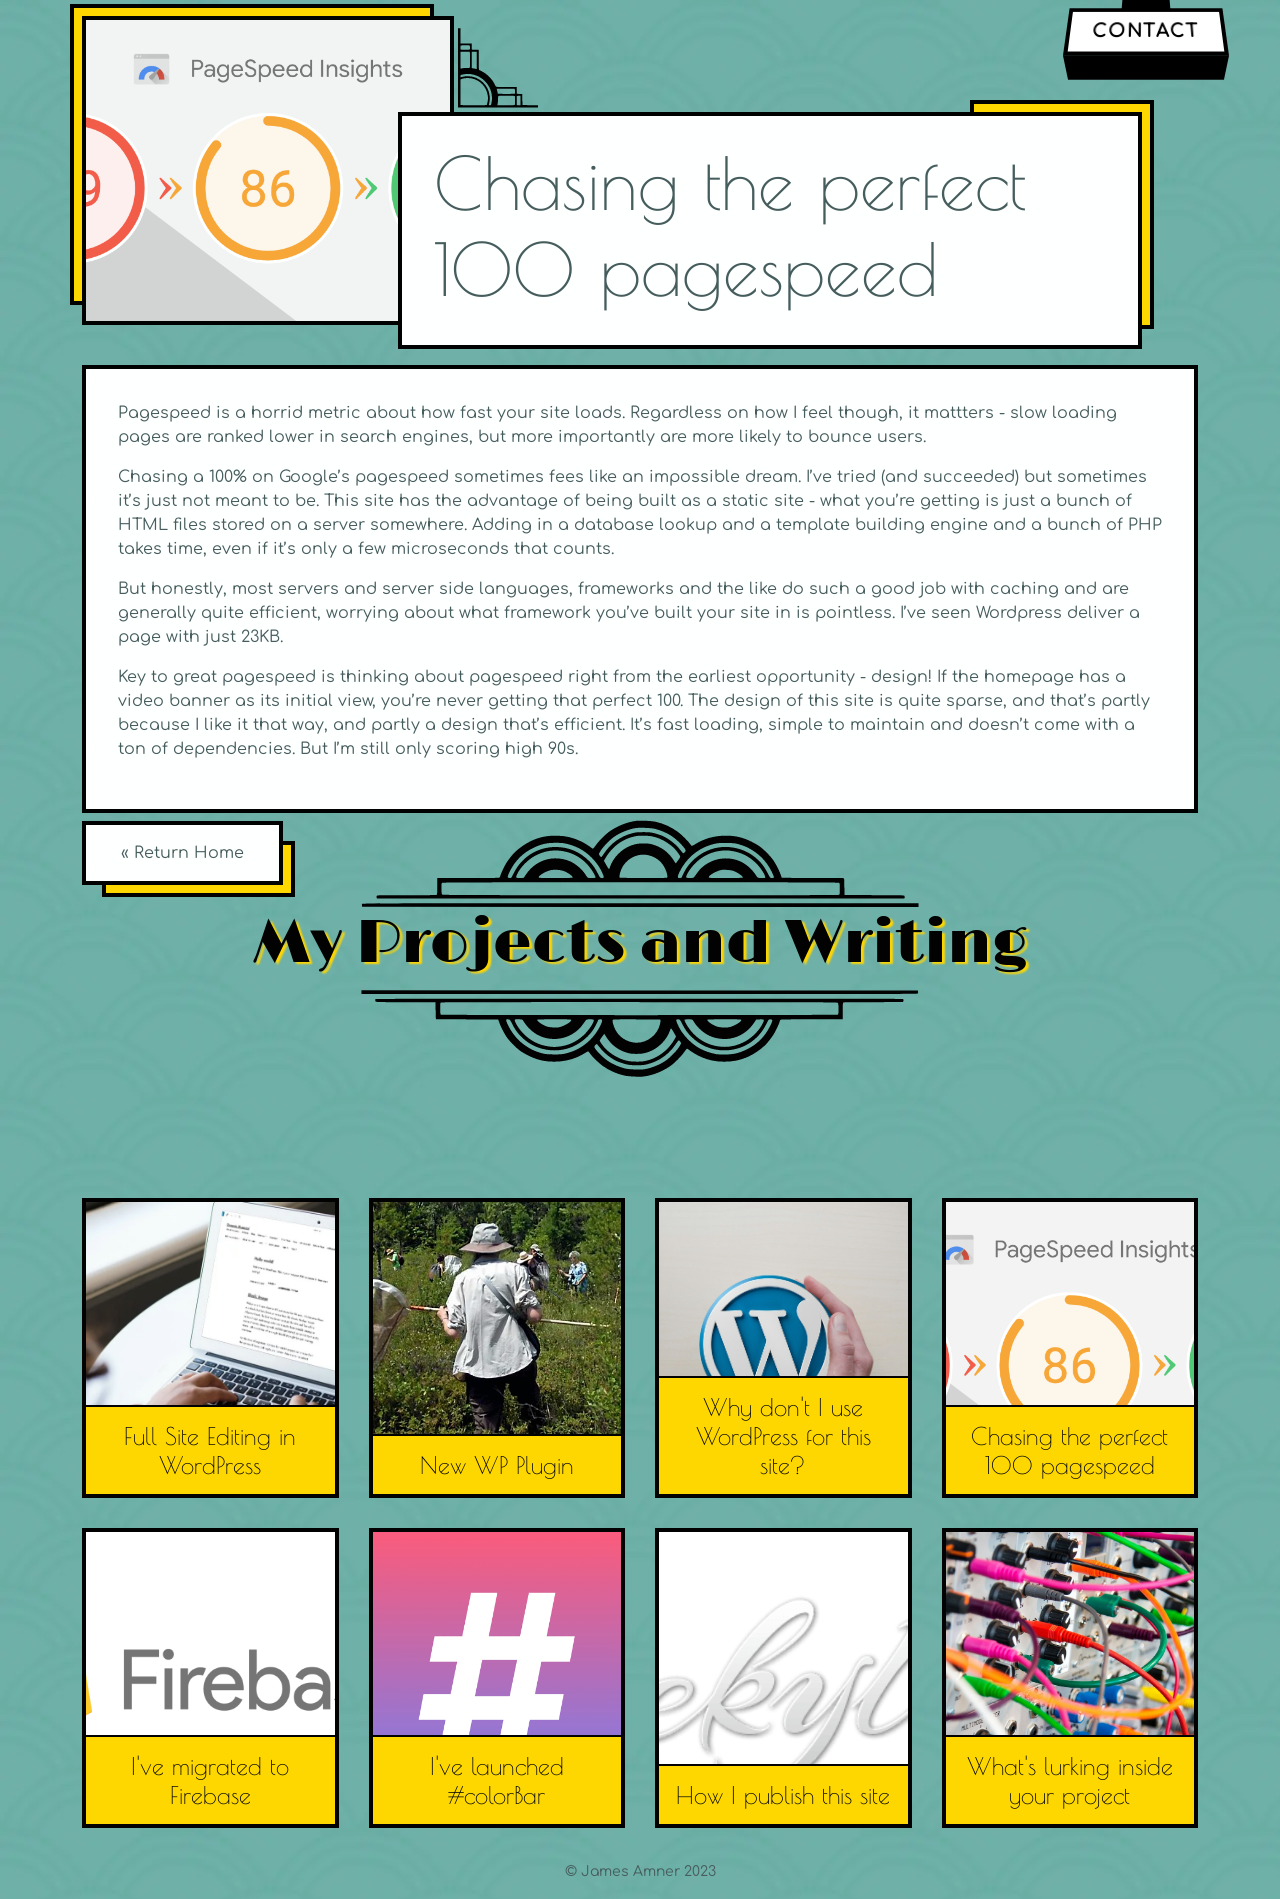 CONTACT
PageSpeed Insights
9 » 86 »
Chasing the perfect
100 pagespeed
Pagespeed is a horrid metric about how fast your site loads. Regardless on how I feel though, it mattters - slow loading
pages are ranked lower in search engines, but more importantly are more likely to bounce users.
Chasing a 100% on Google’s pagespeed sometimes fees like an impossible dream. I’ve tried (and succeeded) but sometimes
it’s just not meant to be. This site has the advantage of being built as a static site - what you’re getting is just a bunch of
HTML files stored on a server somewhere. Adding in a database lookup and a template building engine and a bunch of PHP
takes time, even if it’s only a few microseconds that counts.
But honestly, most servers and server side languages, frameworks and the like do such a good job with caching and are
generally quite efficient, worrying about what framework you’ve built your site in is pointless. I’ve seen Wordpress deliver a
page with just 23KB.
Key to great pagespeed is thinking about pagespeed right from the earliest opportunity - design! If the homepage has a
video banner as its initial view, you’re never getting that perfect 100. The design of this site is quite sparse, and that’s partly
because I like it that way, and partly a design that’s efficient. It’s fast loading, simple to maintain and doesn’t come with a
ton of dependencies. But I’m still only scoring high 90s.
« Return Home
My Projects and Writing
Full Site Editing in
WordPress
New WP Plugin
W
Why don't I use
WordPress for this
site?
PageSpeed Insights
» 86 »
Chasing the perfect
100 pagespeed
Fireba
I've migrated to
Firebase
#
I've launched
#colorBar
ekyl
How I publish this site
What's lurking inside
your project
© James Amner 2023